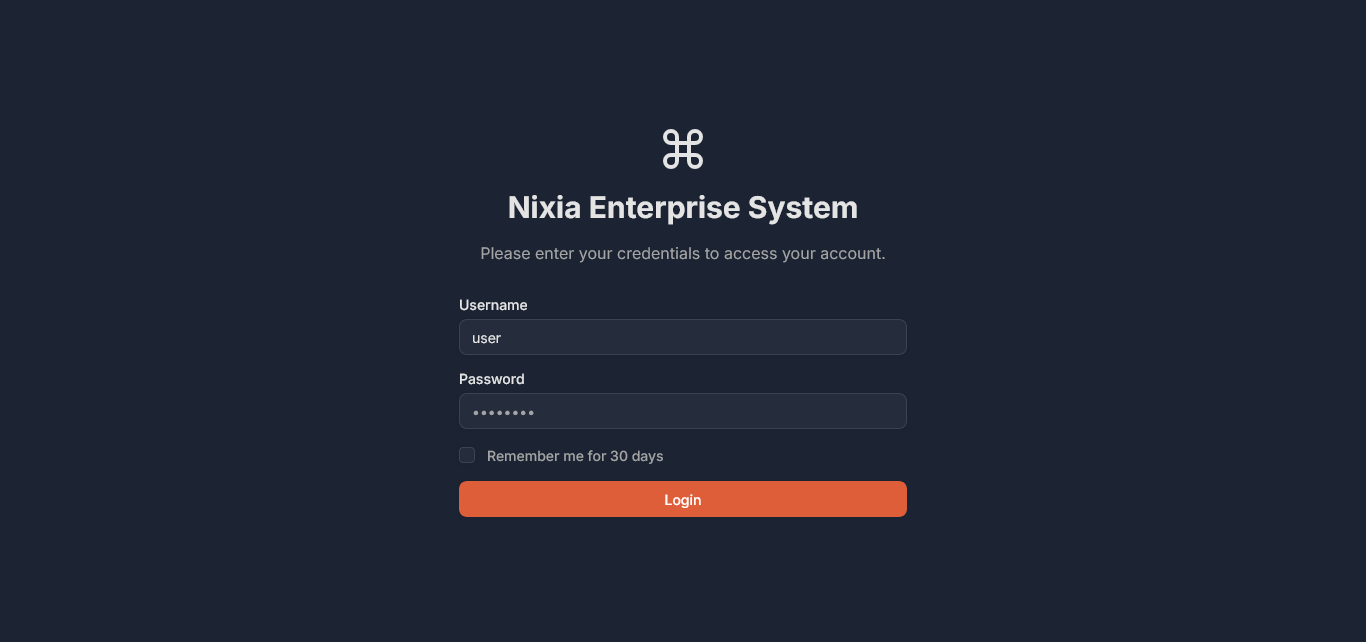 Nixia Enterprise System
Please enter your credentials to access your account.
Username
user
Password
••••••••
Remember me for 30 days
Login